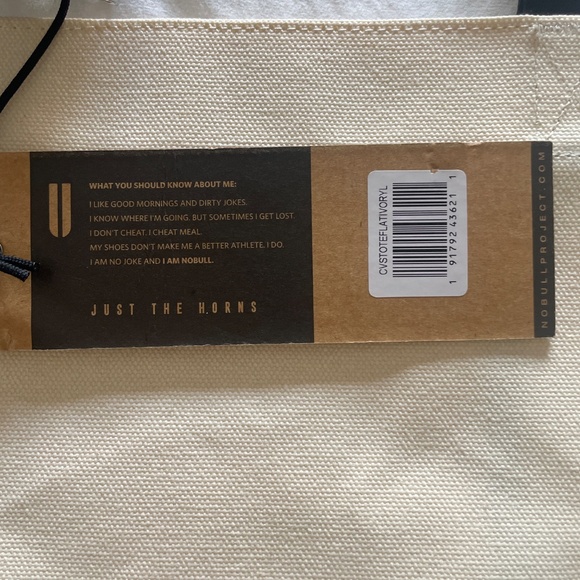 WHAT YOU SHOULD KNOW ABOUT ME:
I LIKE GOOD MORNINGS AND DIRTY JOKES.
I KNOW WHERE I'M GOING. BUT SOMETIMES I GET LOST.
I DON'T CHEAT. I CHEAT MEAL.
MY SHOES DON'T MAKE ME A BETTER ATHLETE. I DO.
I AM NO JOKE AND I AM NOBULL.
JUST THE HORNS
CVSTOTEFLATIVORYL
1 91792 43621 1
NOBULLPROJECT.COM